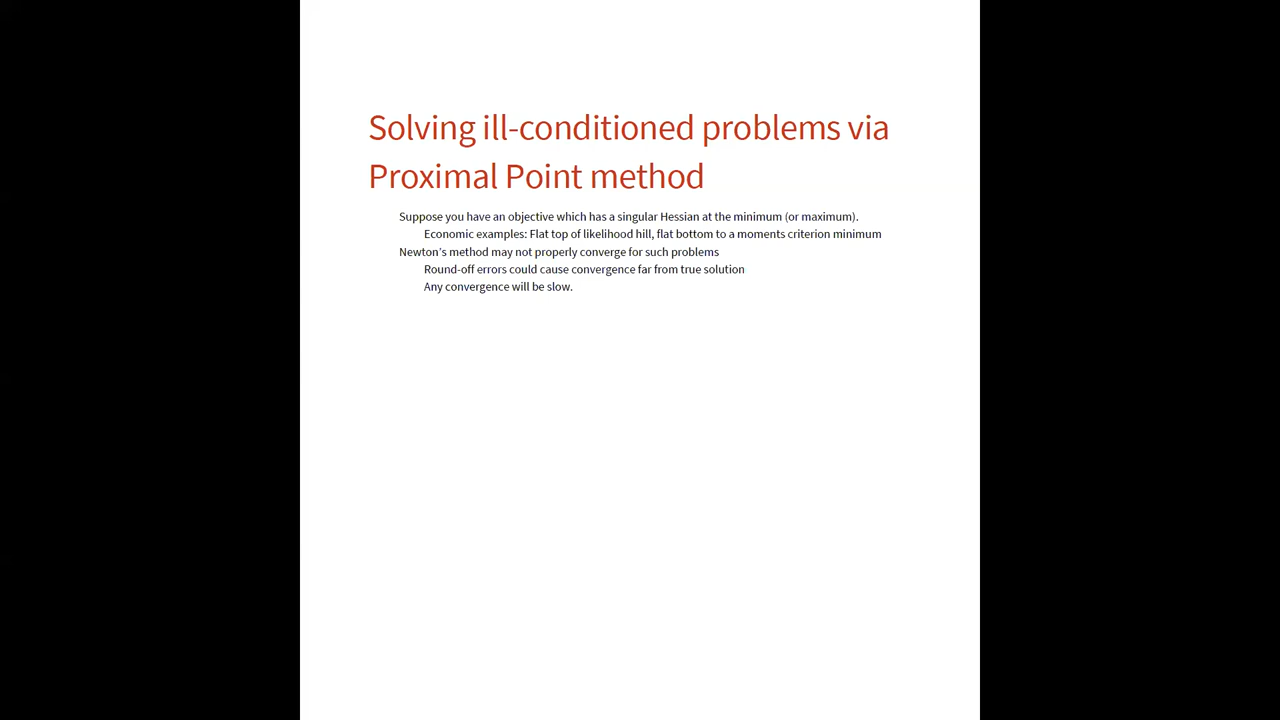 Solving ill-conditioned problems via
Proximal Point method
Suppose you have an objective which has a singular Hessian at the minimum (or maximum).
Economic examples: Flat top of likelihood hill, flat bottom to a moments criterion minimum
Newton's method may not properly converge for such problems
Round-off errors could cause convergence far from true solution
Any convergence will be slow.